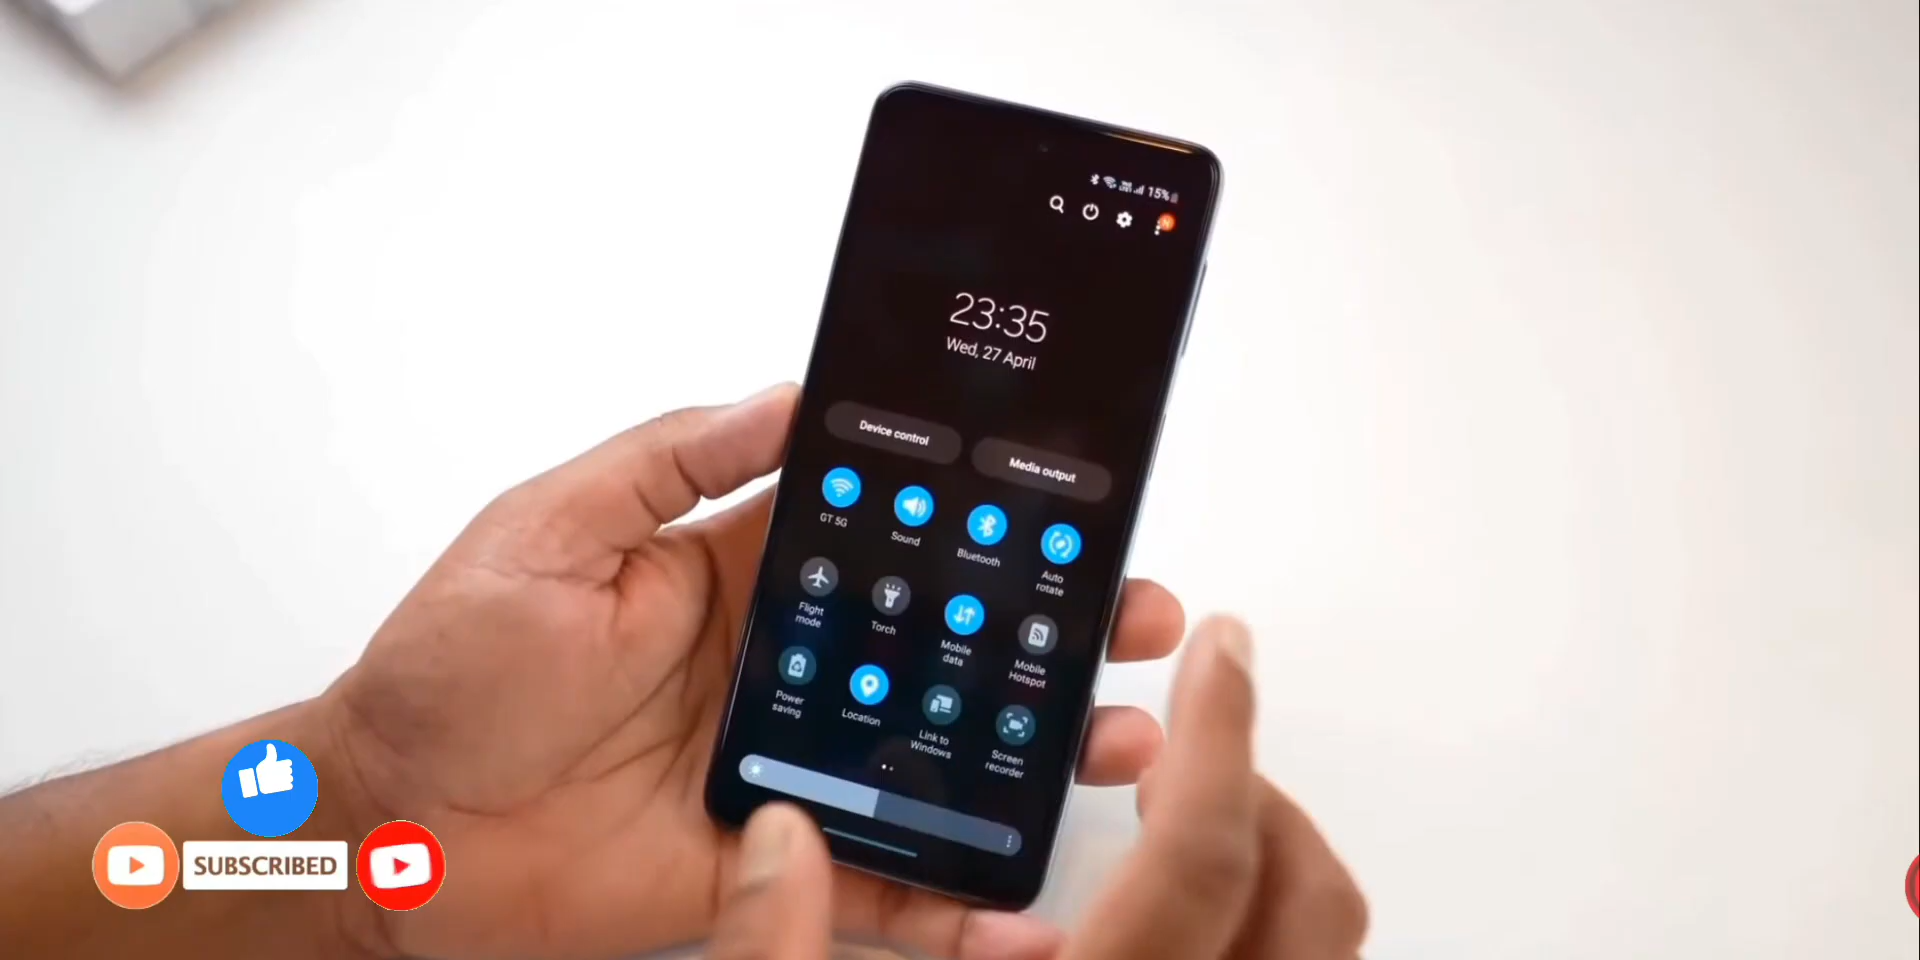 15%
N
23:35
Wed, 27 April
Device control
Media output
GT 5G
Sound
Bluetooth
Auto
rotate
Flight
mode
Torch
Mobile
data
Mobile
Hotspot
Power
saving
Location
Link to
Windows
Screen
recorder
SUBSCRIBED